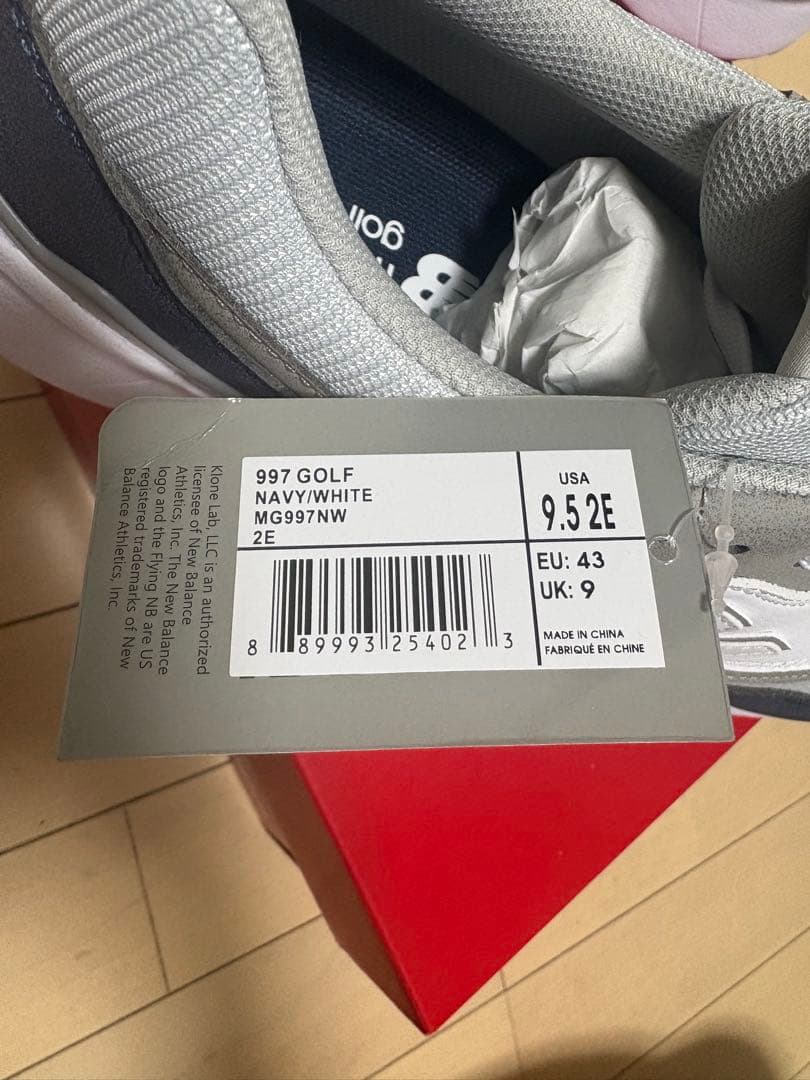 golf
997 GOLF
NAVY/WHITE
MG997NW
2E
USA
9.5 2E
EU: 43
UK: 9
MADE IN CHINA
FABRIQUÉ EN CHINE
8 89993 25402 3
Klone Lab, LLC is an authorized
licensee of New Balance
Athletics, Inc. The New Balance
logo and the Flying NB are US
registered trademarks of New
Balance Athletics, Inc.